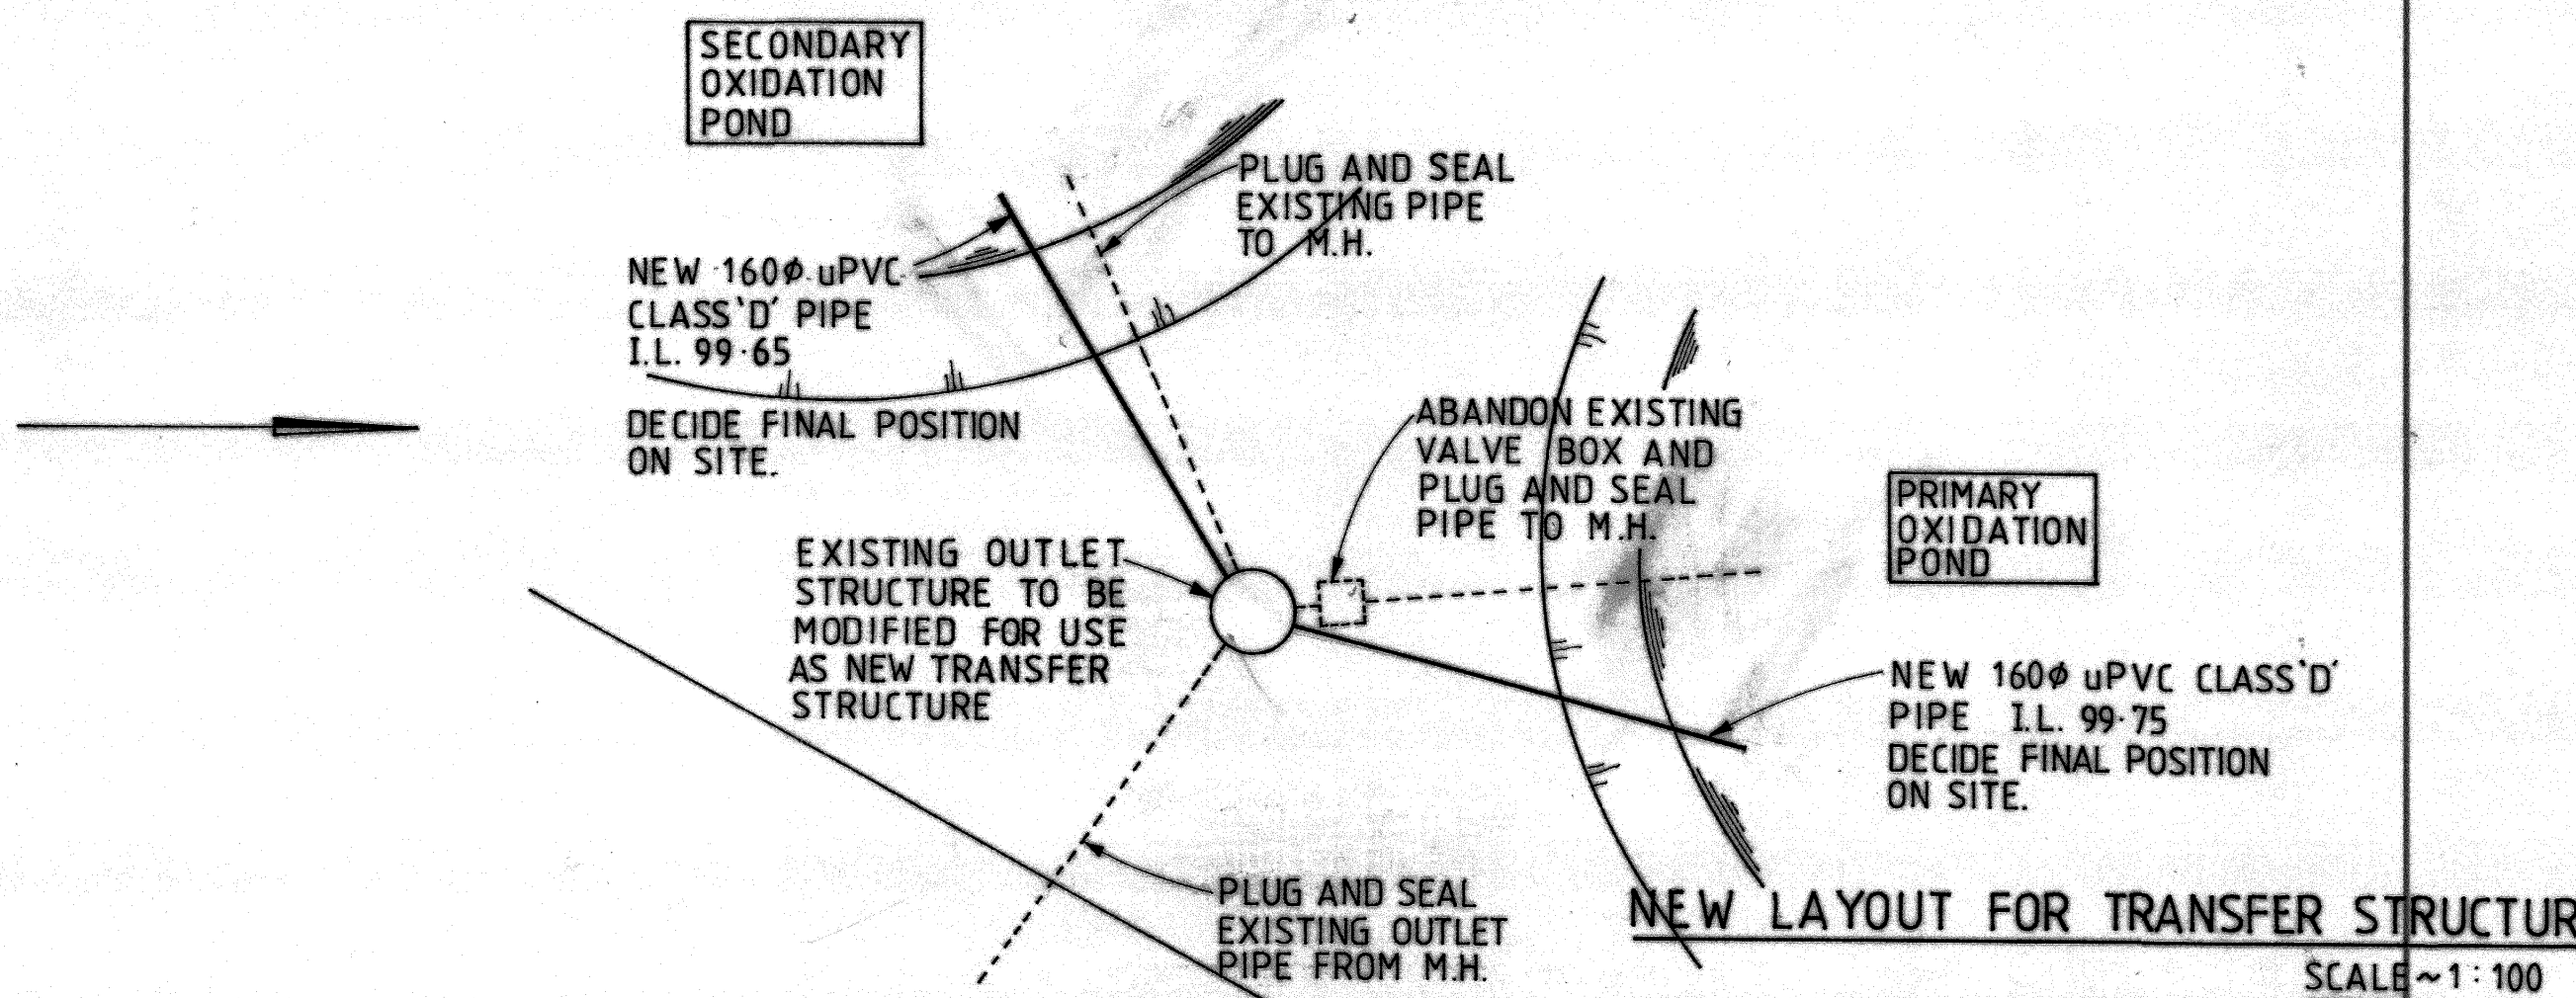 SECONDARY
OXIDATION
POND
PLUG AND SEAL
EXISTING PIPE
TO M.H.
NEW 160ø uPVC
CLASS 'D' PIPE
I.L. 99·65
DECIDE FINAL POSITION
ON SITE.
ABANDON EXISTING
VALVE BOX AND
PLUG AND SEAL
PIPE TO M.H.
PRIMARY
OXIDATION
POND
EXISTING OUTLET
STRUCTURE TO BE
MODIFIED FOR USE
AS NEW TRANSFER
STRUCTURE
NEW 160ø uPVC CLASS 'D'
PIPE I.L. 99·75
DECIDE FINAL POSITION
ON SITE.
PLUG AND SEAL
EXISTING OUTLET
PIPE FROM M.H.
NEW LAYOUT FOR TRANSFER STRUCTUR
SCALE ~ 1 : 100